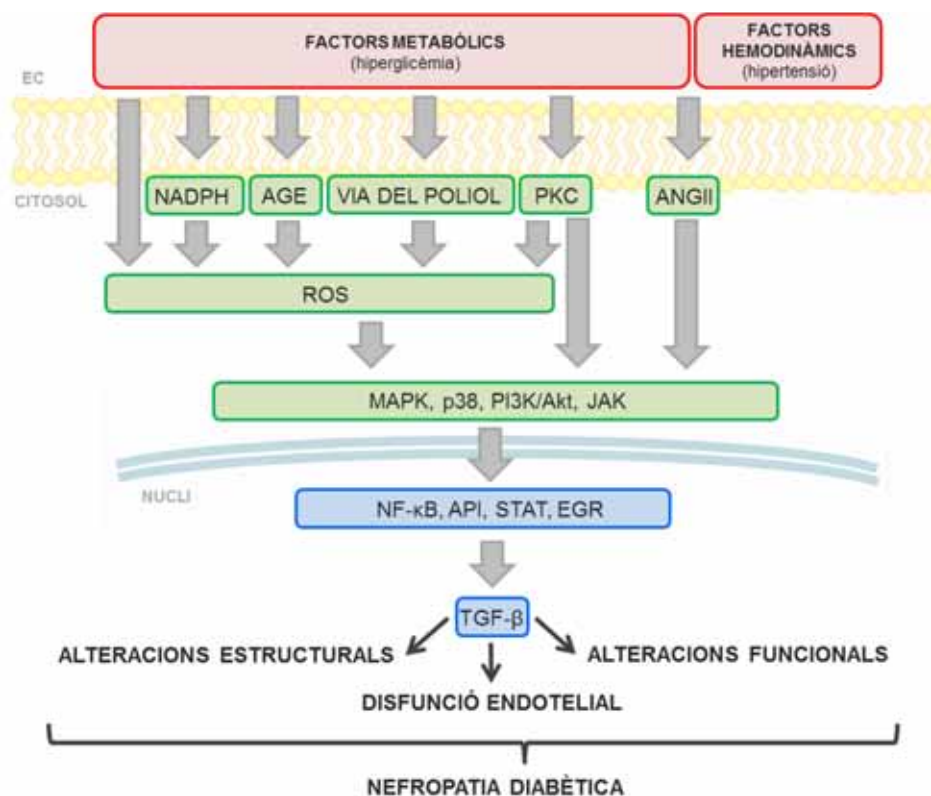 FACTORS METABÒLICS
(hiperglicèmia)
FACTORS
HEMODINÀMICS
(hipertensió)
EC
CITOSOL
NADPH
AGE
VIA DEL POLIOL
PKC
ANGII
ROS
MAPK, p38, PI3K/Akt, JAK
NUCLI
NF-κB, API, STAT, EGR
TGF-β
ALTERACIONS ESTRUCTURALS
ALTERACIONS FUNCIONALS
DISFUNCIÓ ENDOTELIAL
NEFROPATIA DIABÈTICA